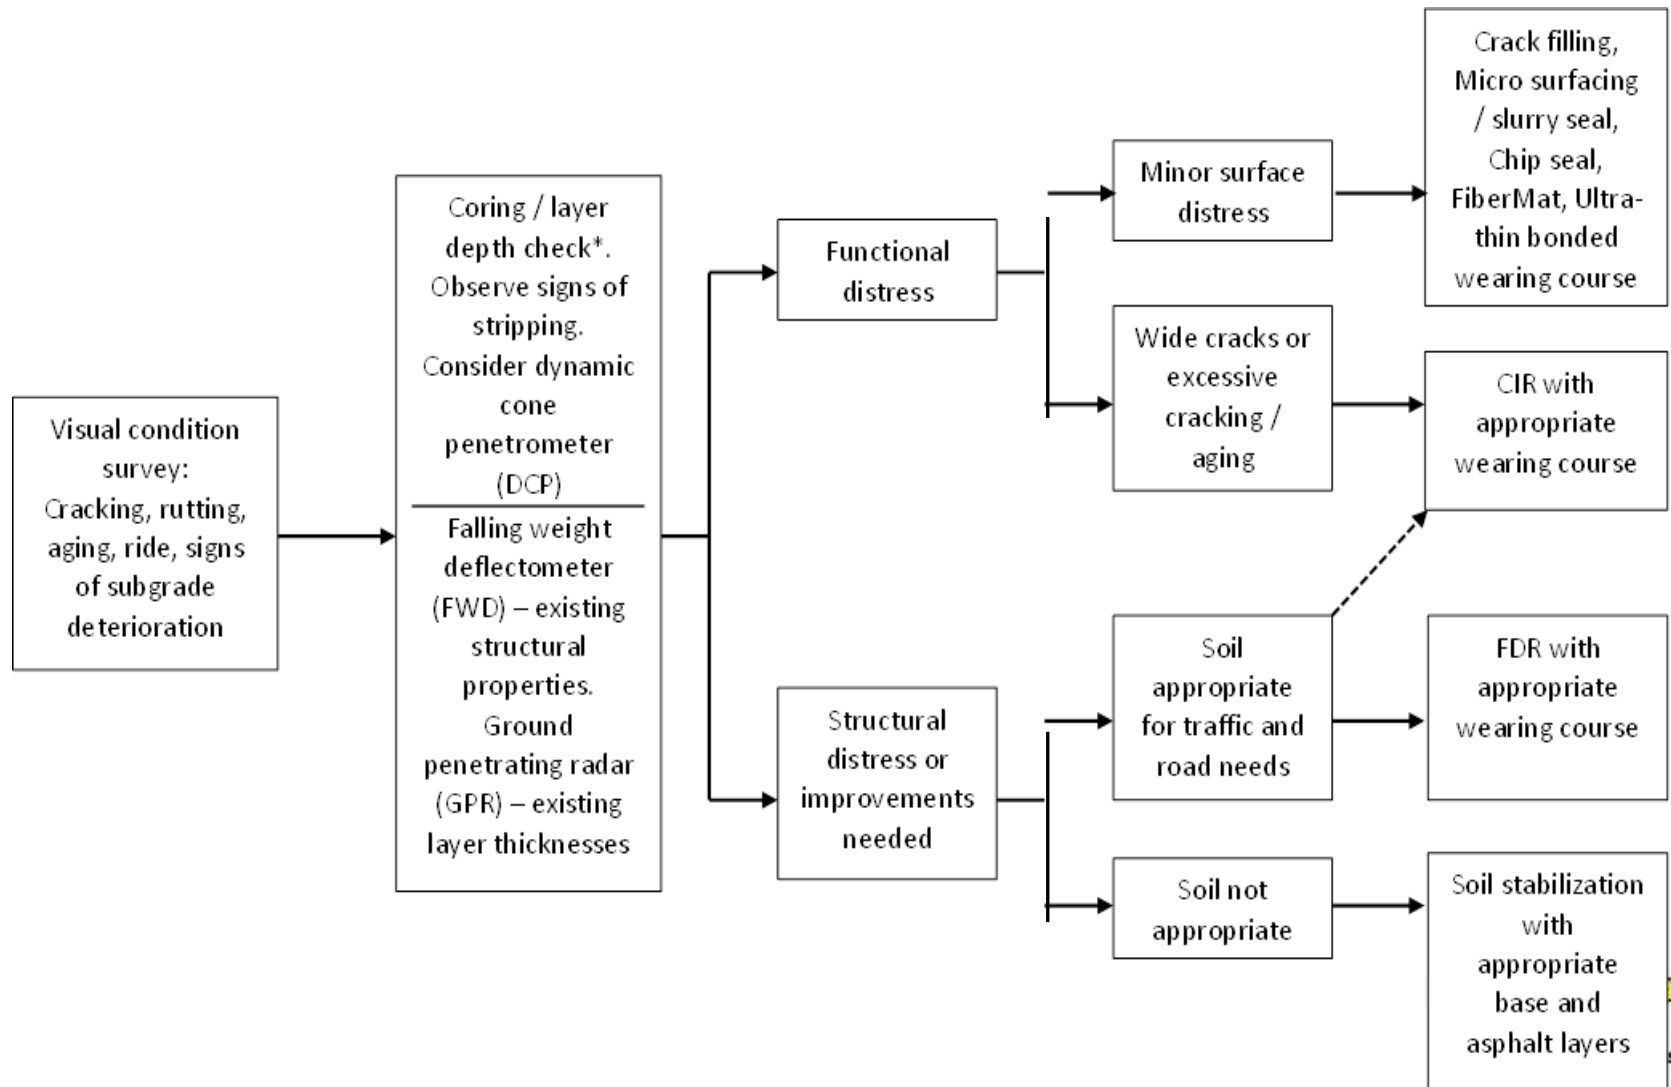 Visual condition
survey:
Cracking, rutting,
aging, ride, signs
of subgrade
deterioration
Coring / layer
depth check*.
Observe signs of
stripping.
Consider dynamic
cone
penetrometer
(DCP)
Falling weight
deflectometer
(FWD) – existing
structural
properties.
Ground
penetrating radar
(GPR) – existing
layer thicknesses
Functional
distress
Structural
distress or
improvements
needed
Minor surface
distress
Wide cracks or
excessive
cracking /
aging
Soil
appropriate
for traffic and
road needs
Soil not
appropriate
Crack filling,
Micro surfacing
/ slurry seal,
Chip seal,
FiberMat, Ultra-
thin bonded
wearing course
CIR with
appropriate
wearing course
FDR with
appropriate
wearing course
Soil stabilization
with
appropriate
base and
asphalt layers